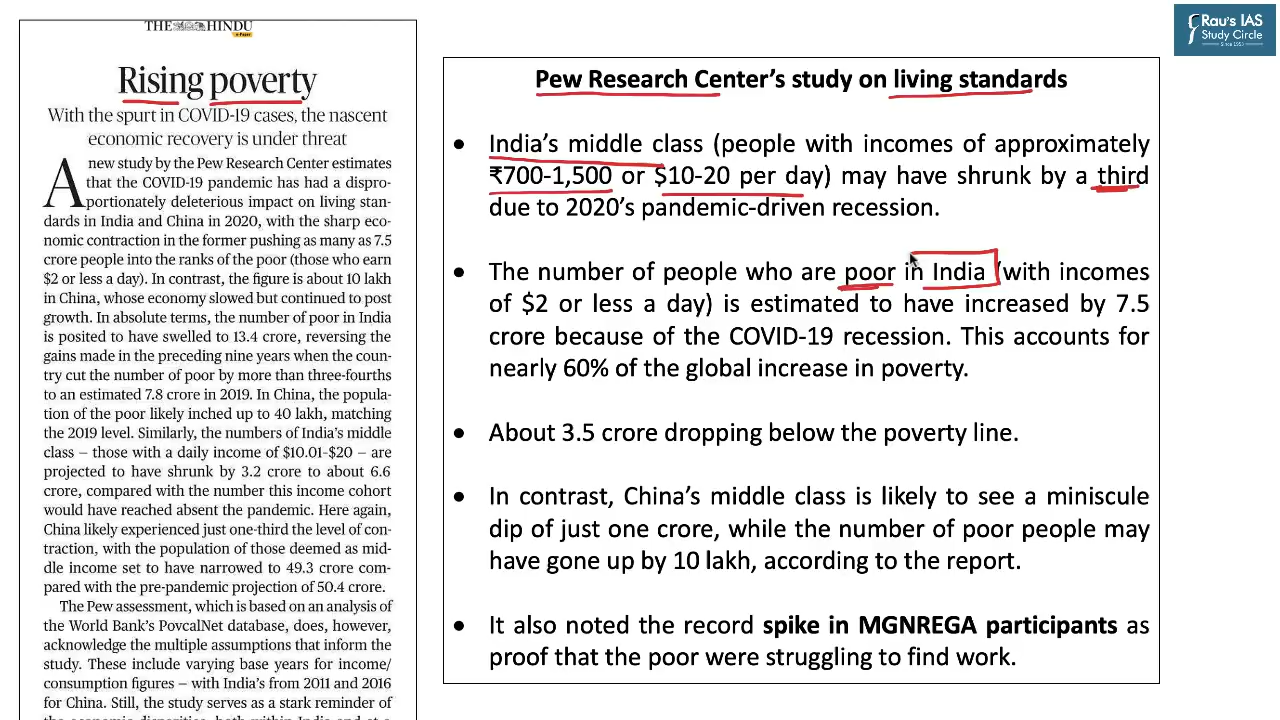 THE HINDU
e-Paper
Rising poverty
With the spurt in COVID-19 cases, the nascent
economic recovery is under threat
A new study by the Pew Research Center estimates
that the COVID-19 pandemic has had a dispro-
portionately deleterious impact on living stan-
dards in India and China in 2020, with the sharp eco-
nomic contraction in the former pushing as many as 7.5
crore people into the ranks of the poor (those who earn
$2 or less a day). In contrast, the figure is about 10 lakh
in China, whose economy slowed but continued to post
growth. In absolute terms, the number of poor in India
is posited to have swelled to 13.4 crore, reversing the
gains made in the preceding nine years when the coun-
try cut the number of poor by more than three-fourths
to an estimated 7.8 crore in 2019. In China, the popula-
tion of the poor likely inched up to 40 lakh, matching
the 2019 level. Similarly, the numbers of India's middle
class – those with a daily income of $10.01-$20 – are
projected to have shrunk by 3.2 crore to about 6.6
crore, compared with the number this income cohort
would have reached absent the pandemic. Here again,
China likely experienced just one-third the level of con-
traction, with the population of those deemed as mid-
dle income set to have narrowed to 49.3 crore com-
pared with the pre-pandemic projection of 50.4 crore.
The Pew assessment, which is based on an analysis of
the World Bank's PovcalNet database, does, however,
acknowledge the multiple assumptions that inform the
study. These include varying base years for income/
consumption figures – with India's from 2011 and 2016
for China. Still, the study serves as a stark reminder of
Rau's IAS
Study Circle
Since 1953
Pew Research Center's study on living standards
• India's middle class (people with incomes of approximately
₹700-1,500 or $10-20 per day) may have shrunk by a third
due to 2020's pandemic-driven recession.
• The number of people who are poor in India (with incomes
of $2 or less a day) is estimated to have increased by 7.5
crore because of the COVID-19 recession. This accounts for
nearly 60% of the global increase in poverty.
• About 3.5 crore dropping below the poverty line.
• In contrast, China's middle class is likely to see a miniscule
dip of just one crore, while the number of poor people may
have gone up by 10 lakh, according to the report.
• It also noted the record spike in MGNREGA participants as
proof that the poor were struggling to find work.